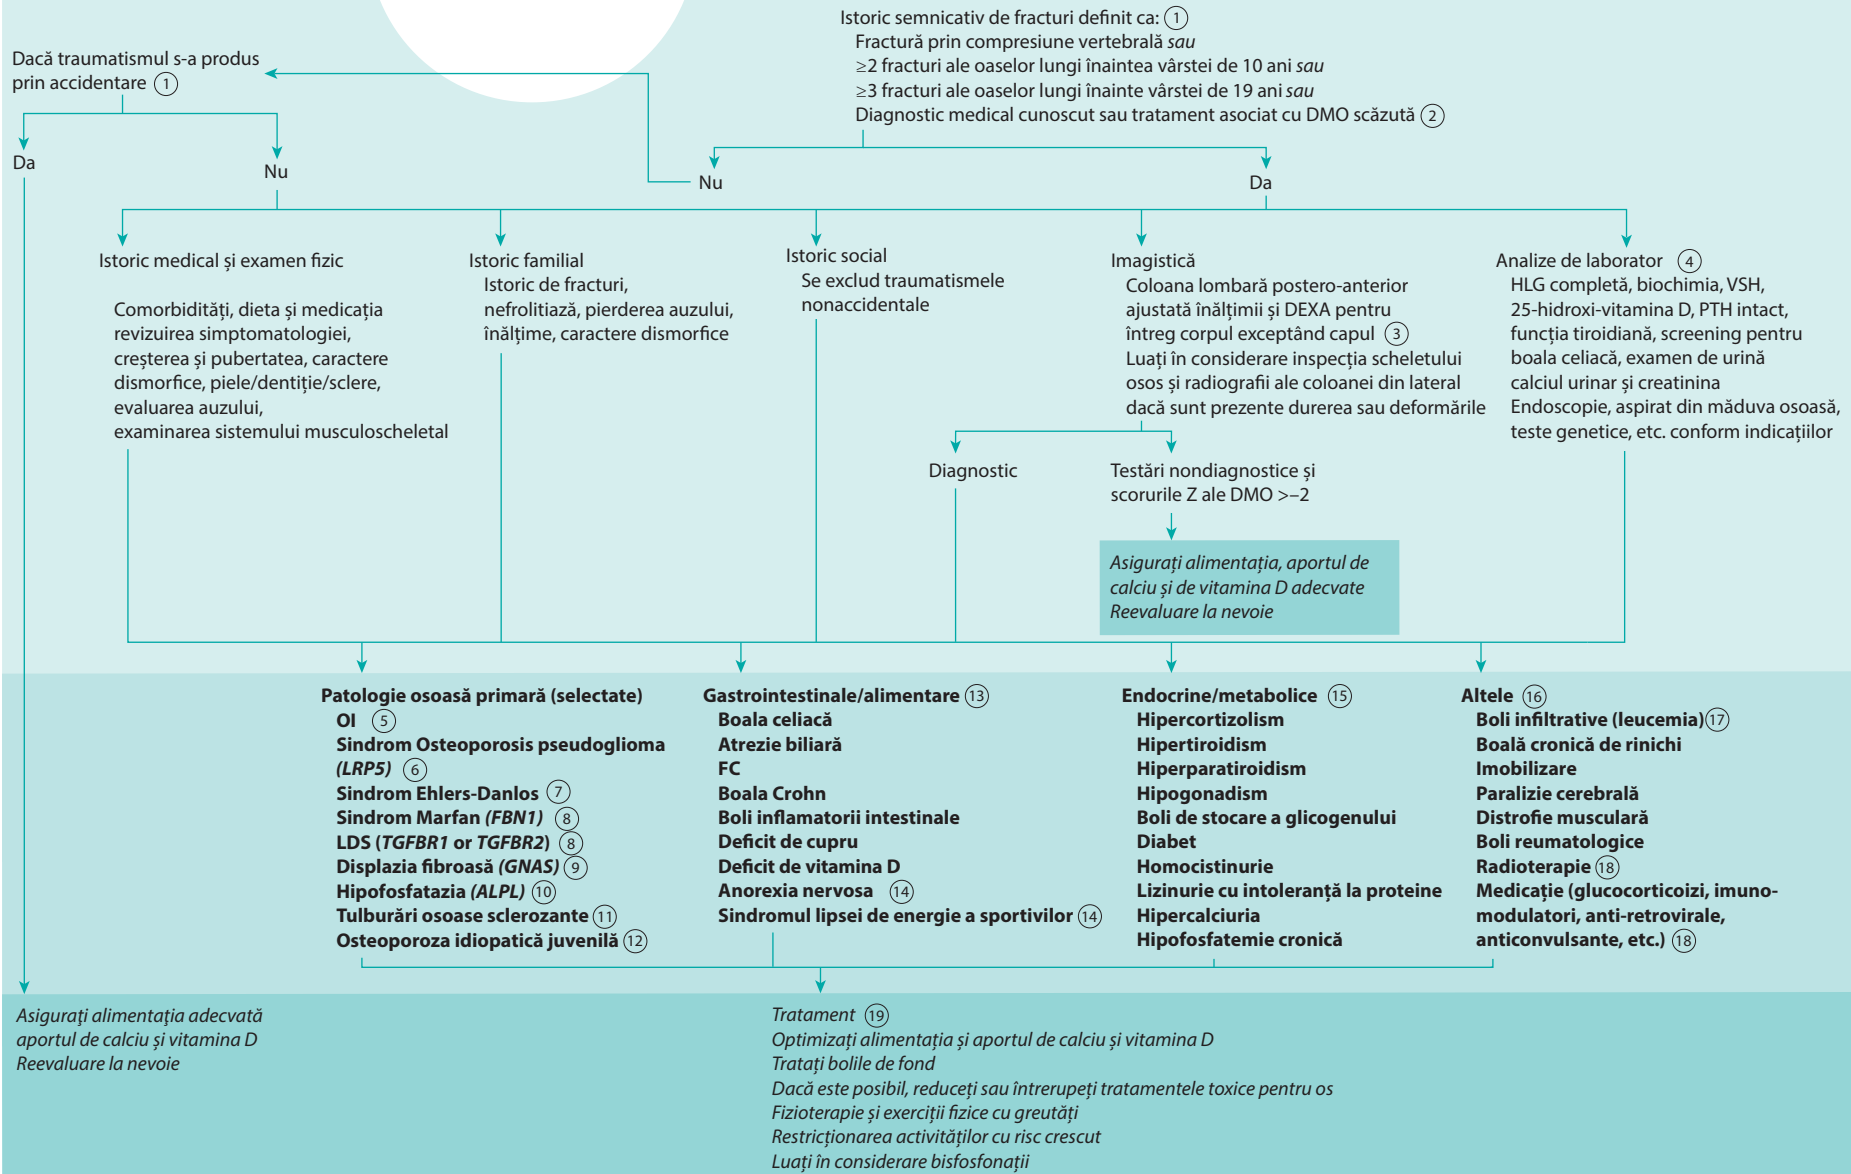 Istoric semnicativ de fracturi definit ca: 1
Fractură prin compresiune vertebrală sau
≥2 fracturi ale oaselor lungi înaintea vârstei de 10 ani sau
≥3 fracturi ale oaselor lungi înainte vârstei de 19 ani sau
Diagnostic medical cunoscut sau tratament asociat cu DMO scăzută 2
Dacă traumatismul s-a produs
prin accidentare 1
Da
Nu
Nu
Da
Istoric medical și examen fizic
Comorbidități, dieta și medicația
revizuirea simptomatologiei,
creșterea și pubertatea, caractere
dismorfice, piele/dentiție/sclere,
evaluarea auzului,
examinarea sistemului musculoscheletal
Istoric familial
Istoric de fracturi,
nefrolitiază, pierderea auzului,
înălțime, caractere dismorfice
Istoric social
Se exclud traumatismele
nonaccidentale
Imagistică
Coloana lombară postero-anterior
ajustată înălțimii și DEXA pentru
întreg corpul exceptând capul 3
Luați în considerare inspecția scheletului
osos și radiografii ale coloanei din lateral
dacă sunt prezente durerea sau deformările
Analize de laborator 4
HLG completă, biochimia, VSH,
25-hidroxi-vitamina D, PTH intact,
funcția tiroidiană, screening pentru
boala celiacă, examen de urină
calciul urinar și creatinina
Endoscopie, aspirat din măduva osoasă,
teste genetice, etc. conform indicațiilor
Diagnostic
Testări nondiagnostice și
scorurile Z ale DMO >–2
Asigurați alimentația, aportul de
calciu și de vitamina D adecvate
Reevaluare la nevoie
Patologie osoasă primară (selectate)
OI 5
Sindrom Osteoporosis pseudoglioma
(LRP5) 6
Sindrom Ehlers-Danlos 7
Sindrom Marfan (FBN1) 8
LDS (TGFBR1 or TGFBR2) 8
Displazia fibroasă (GNAS) 9
Hipofosfatazia (ALPL) 10
Tulburări osoase sclerozante 11
Osteoporoza idiopatică juvenilă 12
Gastrointestinale/alimentare 13
Boala celiacă
Atrezie biliară
FC
Boala Crohn
Boli inflamatorii intestinale
Deficit de cupru
Deficit de vitamina D
Anorexia nervosa 14
Sindromul lipsei de energie a sportivilor 14
Endocrine/metabolice 15
Hipercortizolism
Hipertiroidism
Hiperparatiroidism
Hipogonadism
Boli de stocare a glicogenului
Diabet
Homocistinurie
Lizinurie cu intoleranță la proteine
Hipercalciuria
Hipofosfatemie cronică
Altele 16
Boli infiltrative (leucemia) 17
Boală cronică de rinichi
Imobilizare
Paralizie cerebrală
Distrofie musculară
Boli reumatologice
Radioterapie 18
Medicație (glucocorticoizi, imuno-
modulatori, anti-retrovirale,
anticonvulsante, etc.) 18
Asigurați alimentația adecvată
aportul de calciu și vitamina D
Reevaluare la nevoie
Tratament 19
Optimizați alimentația și aportul de calciu și vitamina D
Tratați bolile de fond
Dacă este posibil, reduceți sau întrerupeți tratamentele toxice pentru os
Fizioterapie și exerciții fizice cu greutăți
Restricționarea activităților cu risc crescut
Luați în considerare bisfosfonații